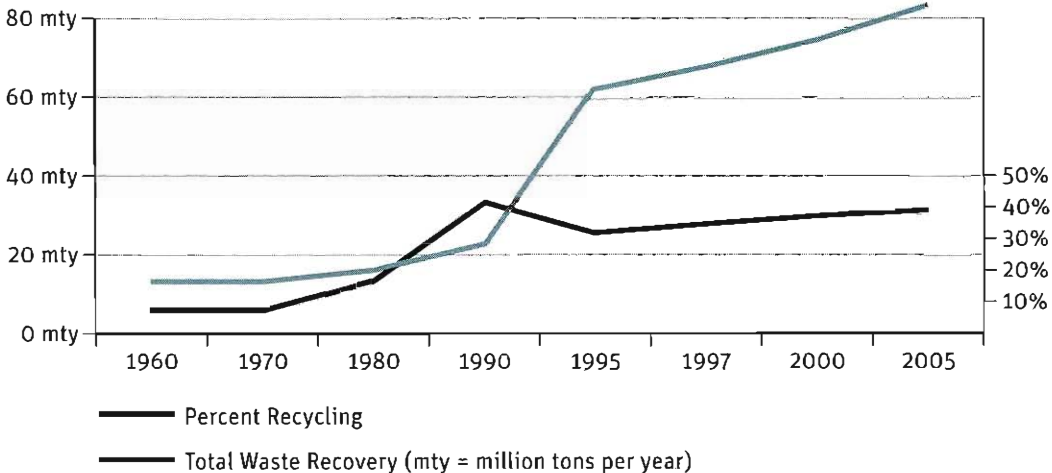 80 mty
60 mty
40 mty
20 mty
0 mty
50%
40%
30%
20%
10%
1960 1970 1980 1990 1995 1997 2000 2005
Percent Recycling
Total Waste Recovery (mty = million tons per year)